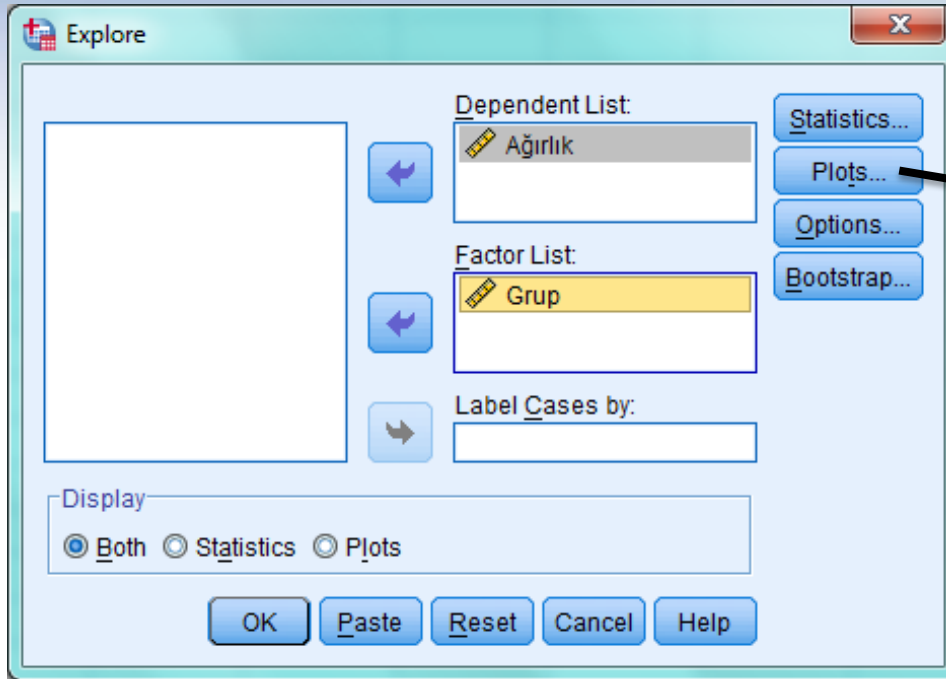 Explore
x
Dependent List:
Ağırlık
Factor List:
Grup
Label Cases by:
Statistics...
Plots...
Options...
Bootstrap...
Display
Both Statistics Plots
OK Paste Reset Cancel Help